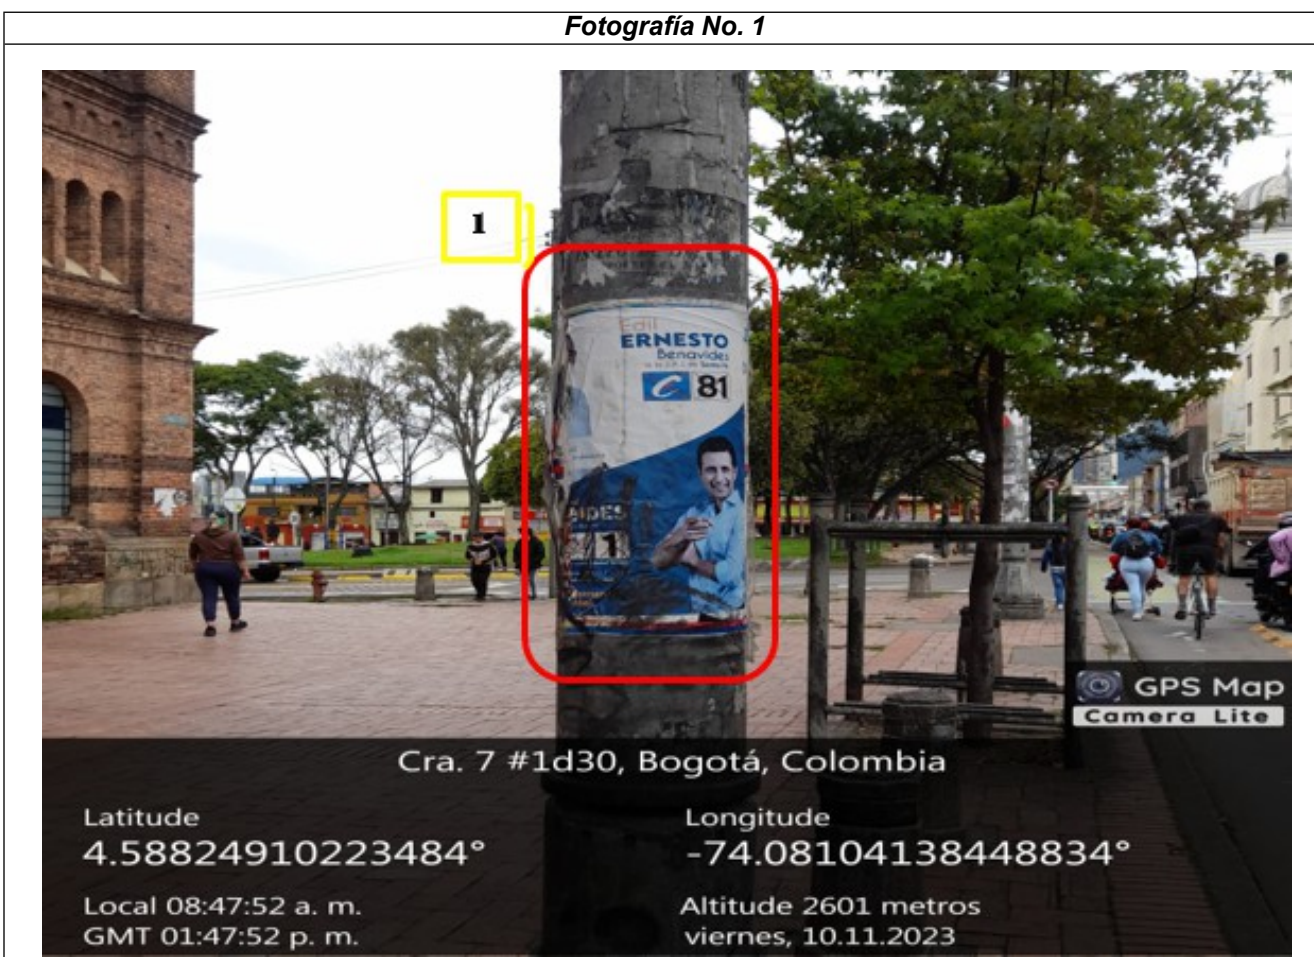 Fotografía No. 1
1
Edil
ERNESTO
Benavides
C 81
AIDES
1
GPS Map
Camera Lite
Cra. 7 #1d30, Bogotá, Colombia
Latitude
4.58824910223484°
Longitude
-74.08104138448834°
Local 08:47:52 a. m.
GMT 01:47:52 p. m.
Altitude 2601 metros
viernes, 10.11.2023